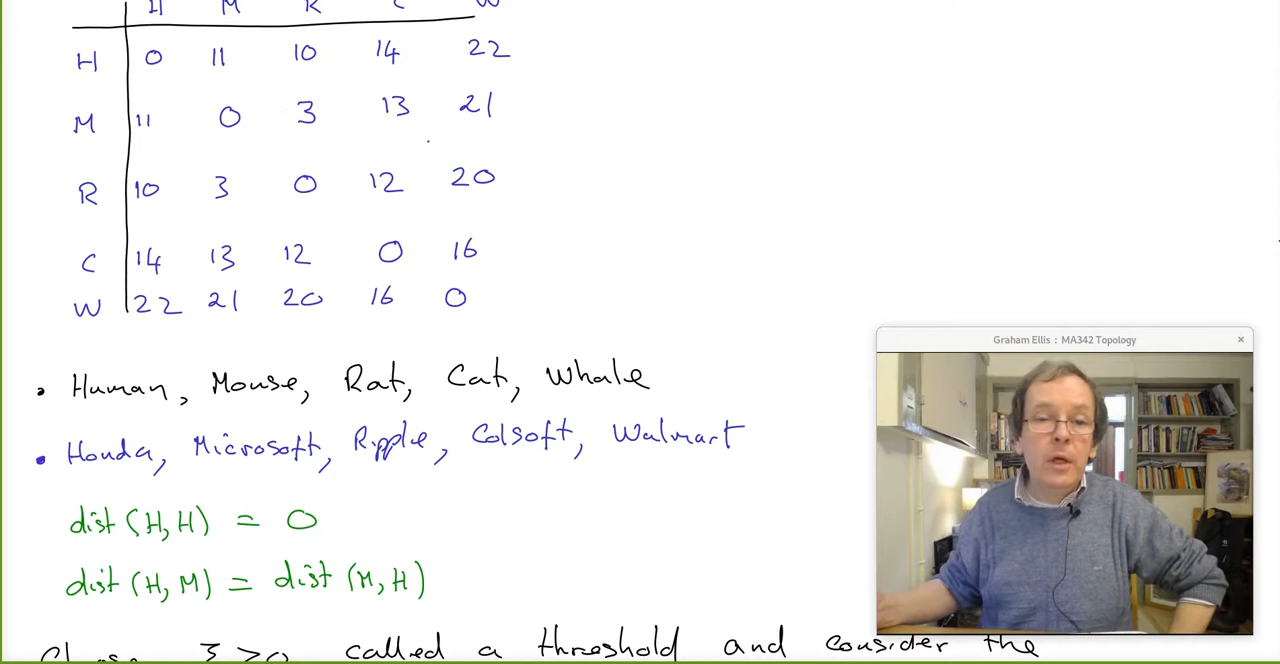 H M R C W
H 0 11 10 14 22
M 11 0 3 13 21
R 10 3 0 12 20
C 14 13 12 0 16
W 22 21 20 16 0
• Human, Mouse, Rat, Cat, Whale
• Honda, Microsoft, Ripple, Colsoft, Walmart
dist (H, H) = 0
dist (H, M) = dist (M, H)
called a threshold and consider the
Graham Ellis : MA342 Topology